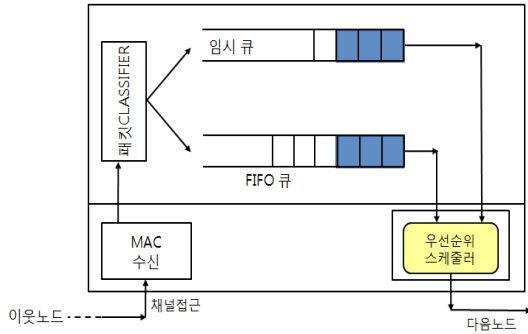 임시 큐
패킷CLASSIFIER
FIFO 큐
MAC
수신
우선순위
스케줄러
채널접근
이웃노드
다음노드